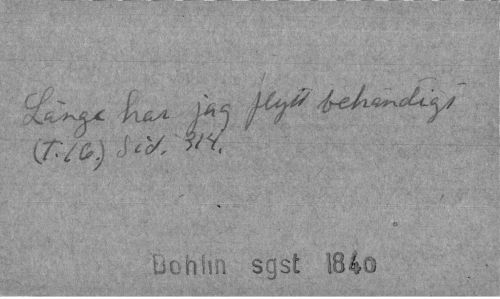 Länge har jag flytt behändigt
(T. 16.) Sid. 314.
Bohlin sgst 1840